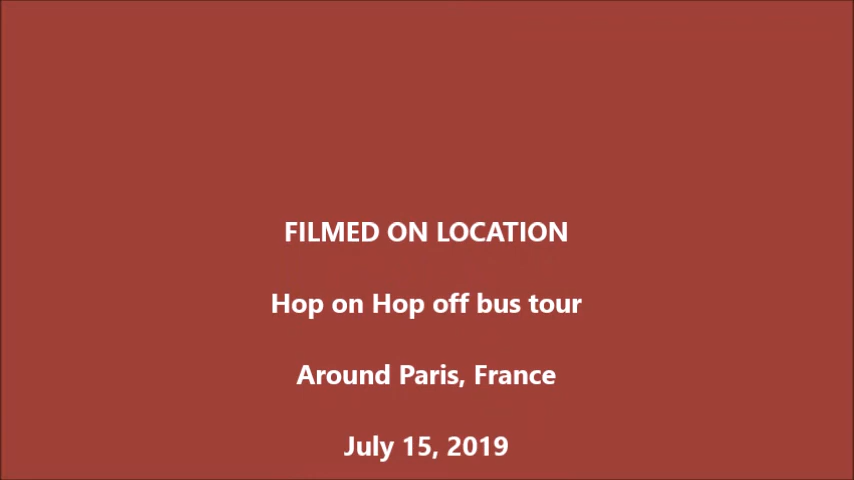 FILMED ON LOCATION
Hop on Hop off bus tour
Around Paris, France
July 15, 2019